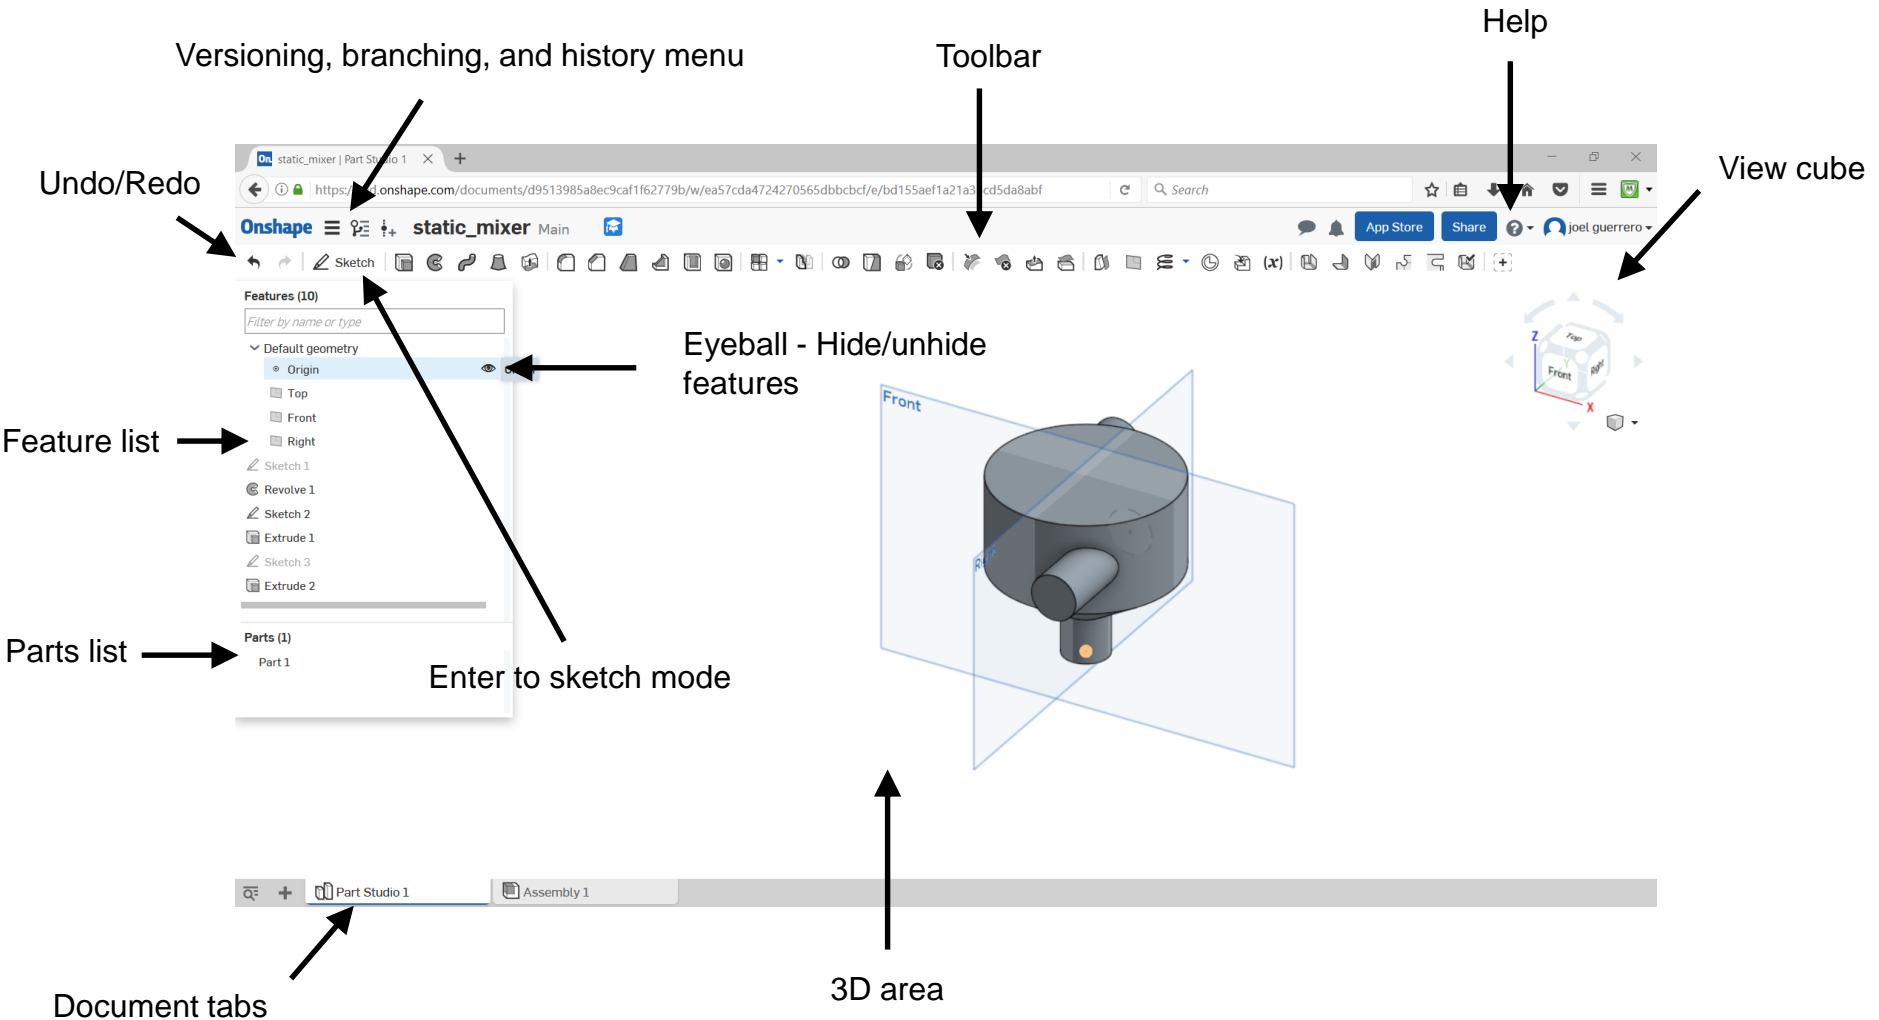 Help
Versioning, branching, and history menu
Toolbar
static_mixer | Part Studio 1
View cube
Undo/Redo
onshape.com/documents/d9513985a8ec9caf1f62779b/w/ea57cda4724270565dbbcbcf/e/bd155aef1a21a
Search
Onshape
static_mixer Main
App Store
Share
joel guerrero
Sketch
(x)
Features (10)
Filter by name or type
Default geometry
Origin
Top
Front
Right
Sketch 1
Revolve 1
Sketch 2
Extrude 1
Sketch 3
Extrude 2
Parts (1)
Part 1
Eyeball - Hide/unhide
features
Z
Top
Y
Front
Right
X
Front
Feature list
Parts list
Enter to sketch mode
Part Studio 1
Assembly 1
3D area
Document tabs